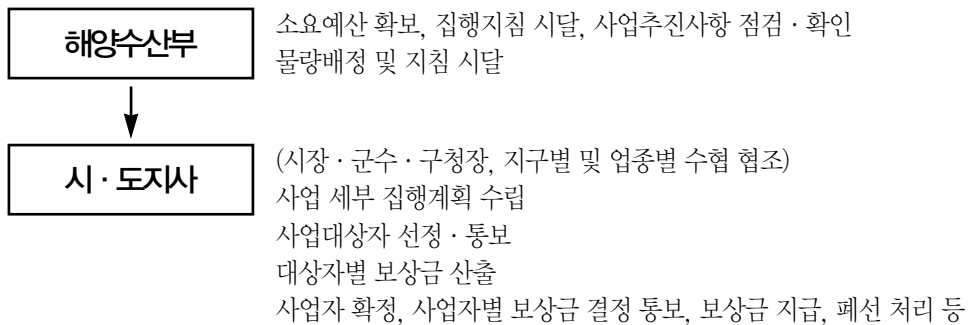 해양수산부
소요예산 확보, 집행지침 시달, 사업추진사항 점검 · 확인
물량배정 및 지침 시달
시 · 도지사
(시장 · 군수 · 구청장, 지구별 및 업종별 수협 협조)
사업 세부 집행계획 수립
사업대상자 선정 · 통보
대상자별 보상금 산출
사업자 확정, 사업자별 보상금 결정 통보, 보상금 지급, 폐선 처리 등